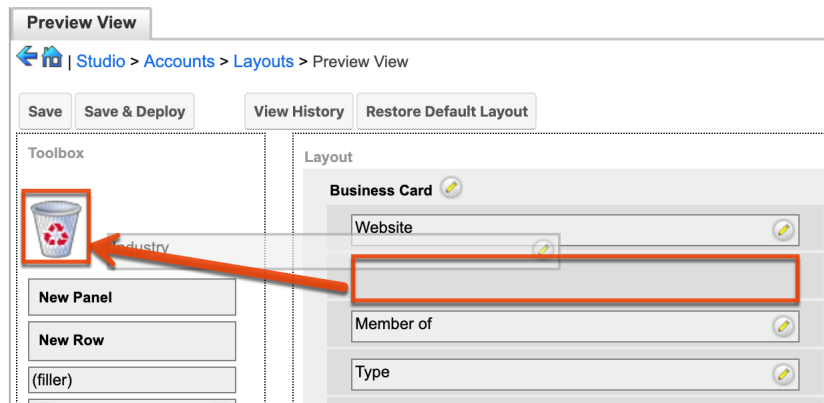 Preview View
| Studio > Accounts > Layouts > Preview View
Save Save & Deploy View History Restore Default Layout
Toolbox
Layout
Business Card
Website
Industry
New Panel
Member of
New Row
Type
(filler)